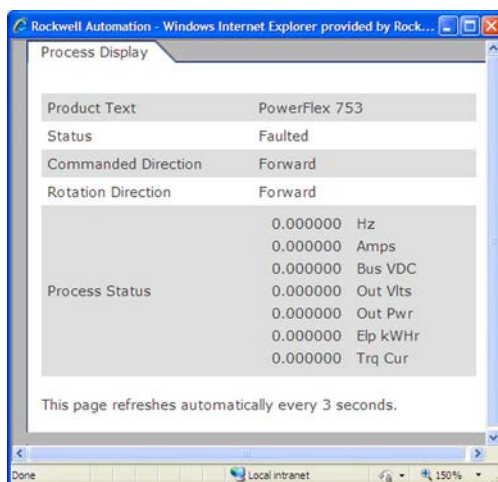 Rockwell Automation - Windows Internet Explorer provided by Rock...
Process Display
Product Text PowerFlex 753
Status Faulted
Commanded Direction Forward
Rotation Direction Forward
Process Status
0.000000 Hz
0.000000 Amps
0.000000 Bus VDC
0.000000 Out Vlts
0.000000 Out Pwr
0.000000 Elp kWHr
0.000000 Trq Cur
This page refreshes automatically every 3 seconds.
Done Local intranet 150%